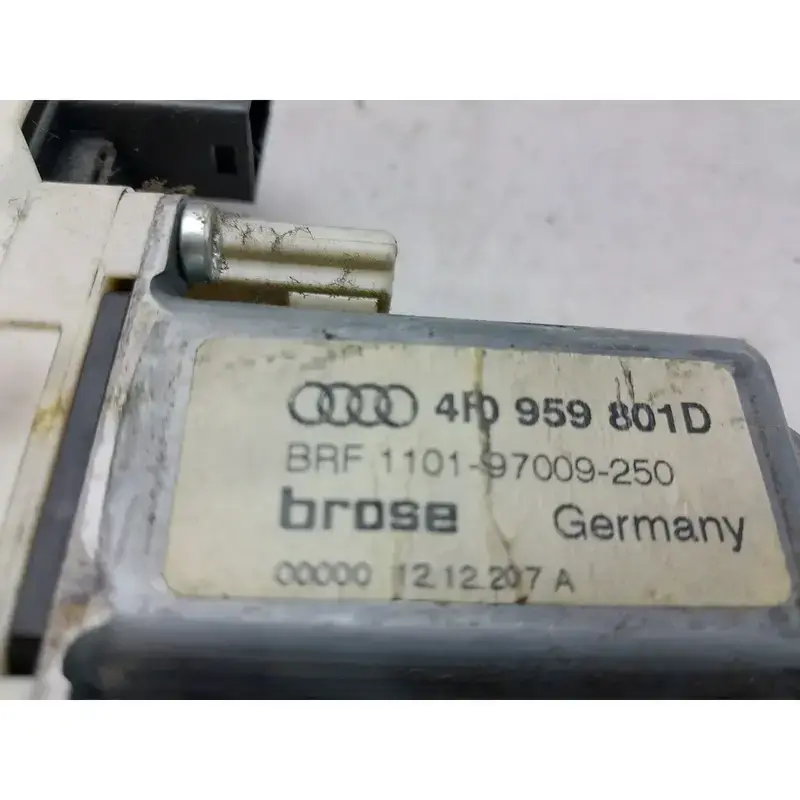 4F0 959 801D
BRF 1101-97009-250
brose Germany
00000 12.12.207 A